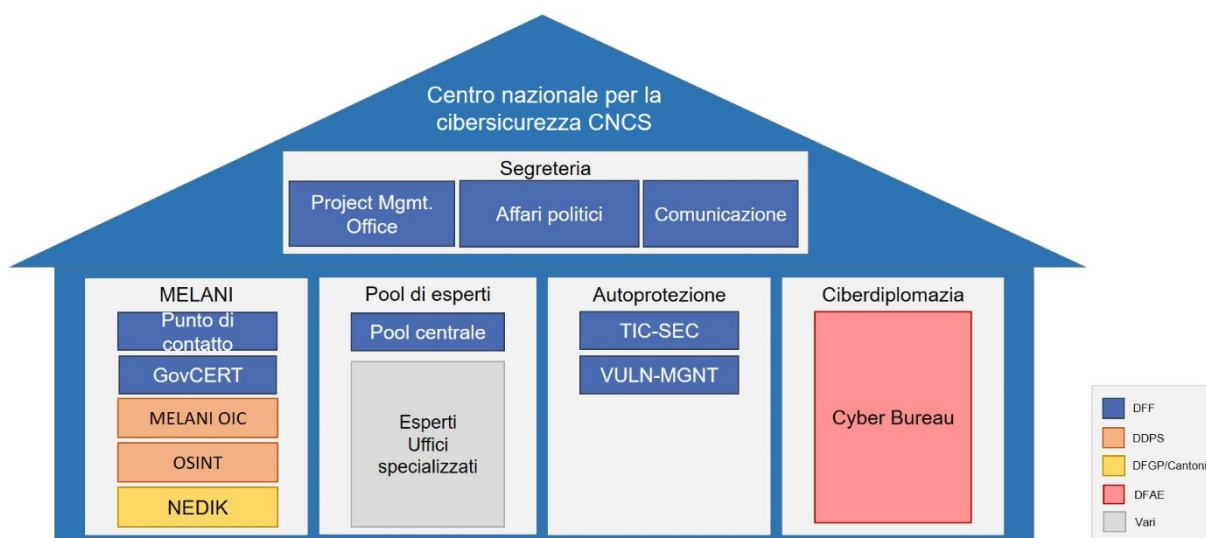 Centro nazionale per la
cibersicurezza CNCS
Segreteria
Project Mgmt.
Office
Affari politici
Comunicazione
MELANI
Punto di
contatto
GovCERT
MELANI OIC
OSINT
NEDIK
Pool di esperti
Pool centrale
Esperti
Uffici
specializzati
Autoprotezione
TIC-SEC
VULN-MGNT
Ciberdiplomazia
Cyber Bureau
DFF
DDPS
DFGP/Cantoni
DFAE
Vari